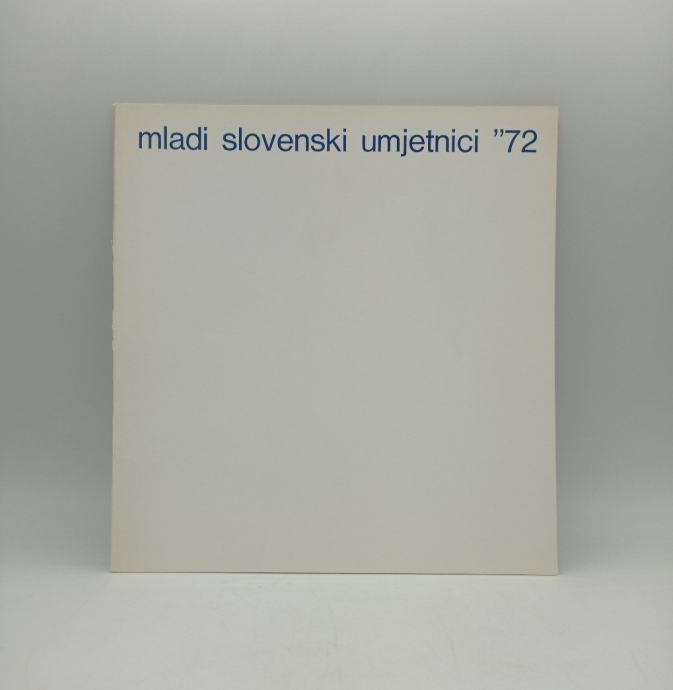 mladi slovenski umjetnici ”72